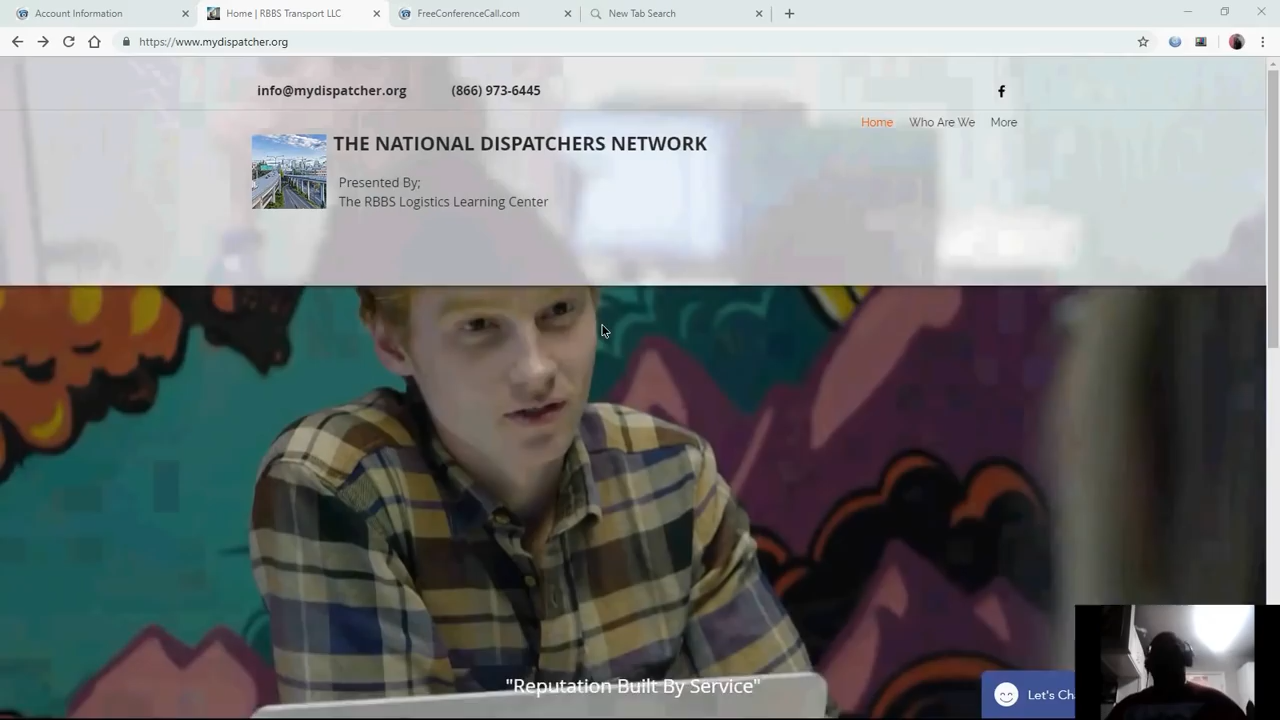 Account Information
Home | RBBS Transport LLC
FreeConferenceCall.com
New Tab Search
https://www.mydispatcher.org
info@mydispatcher.org
(866) 973-6445
Home
Who Are We
More
THE NATIONAL DISPATCHERS NETWORK
Presented By;
The RBBS Logistics Learning Center
"Reputation Built By Service"
Let's